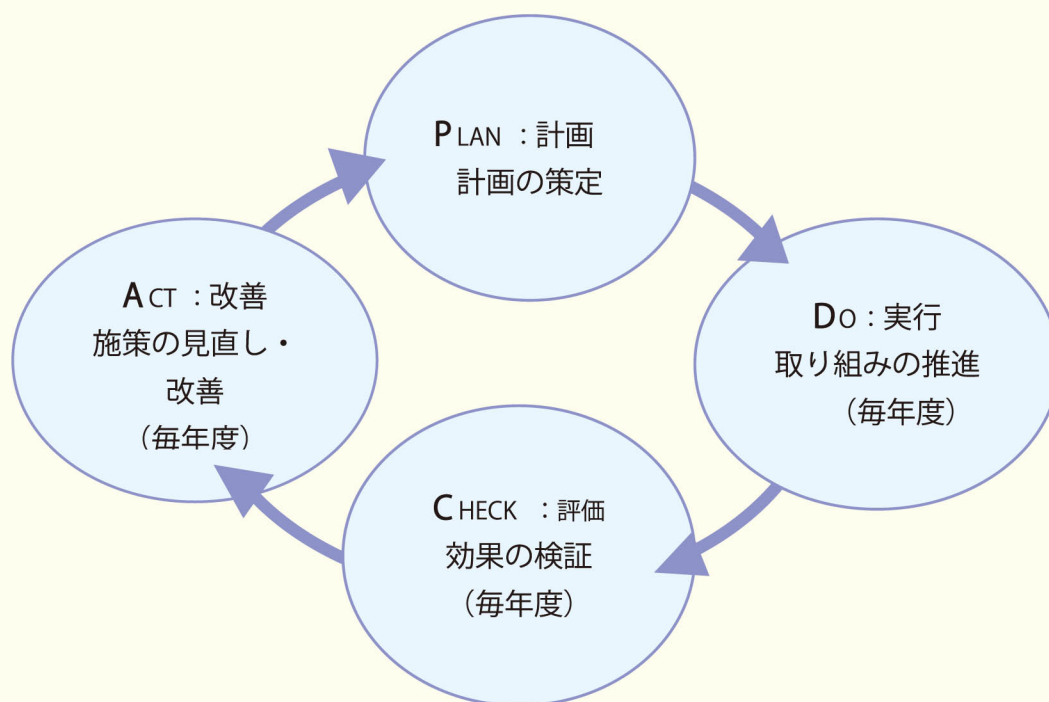 PLAN ：計画
計画の策定
DO：実行
取り組みの推進
（毎年度）
CHECK ：評価
効果の検証
（毎年度）
ACT ：改善
施策の見直し・
改善
（毎年度）